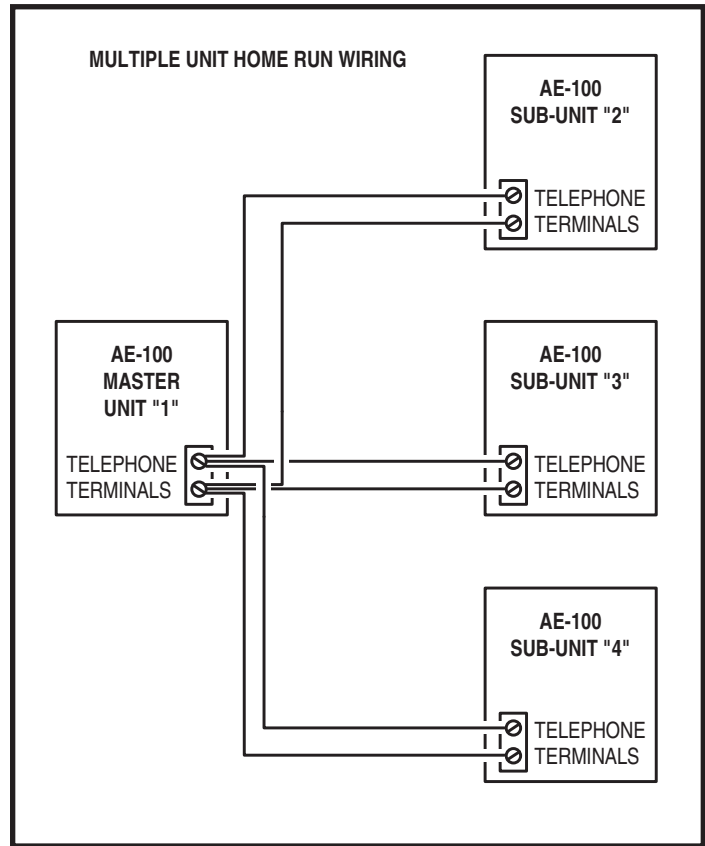 MULTIPLE UNIT HOME RUN WIRING
AE-100
SUB-UNIT "2"
TELEPHONE
TERMINALS
AE-100
MASTER
UNIT "1"
TELEPHONE
TERMINALS
AE-100
SUB-UNIT "3"
TELEPHONE
TERMINALS
AE-100
SUB-UNIT "4"
TELEPHONE
TERMINALS